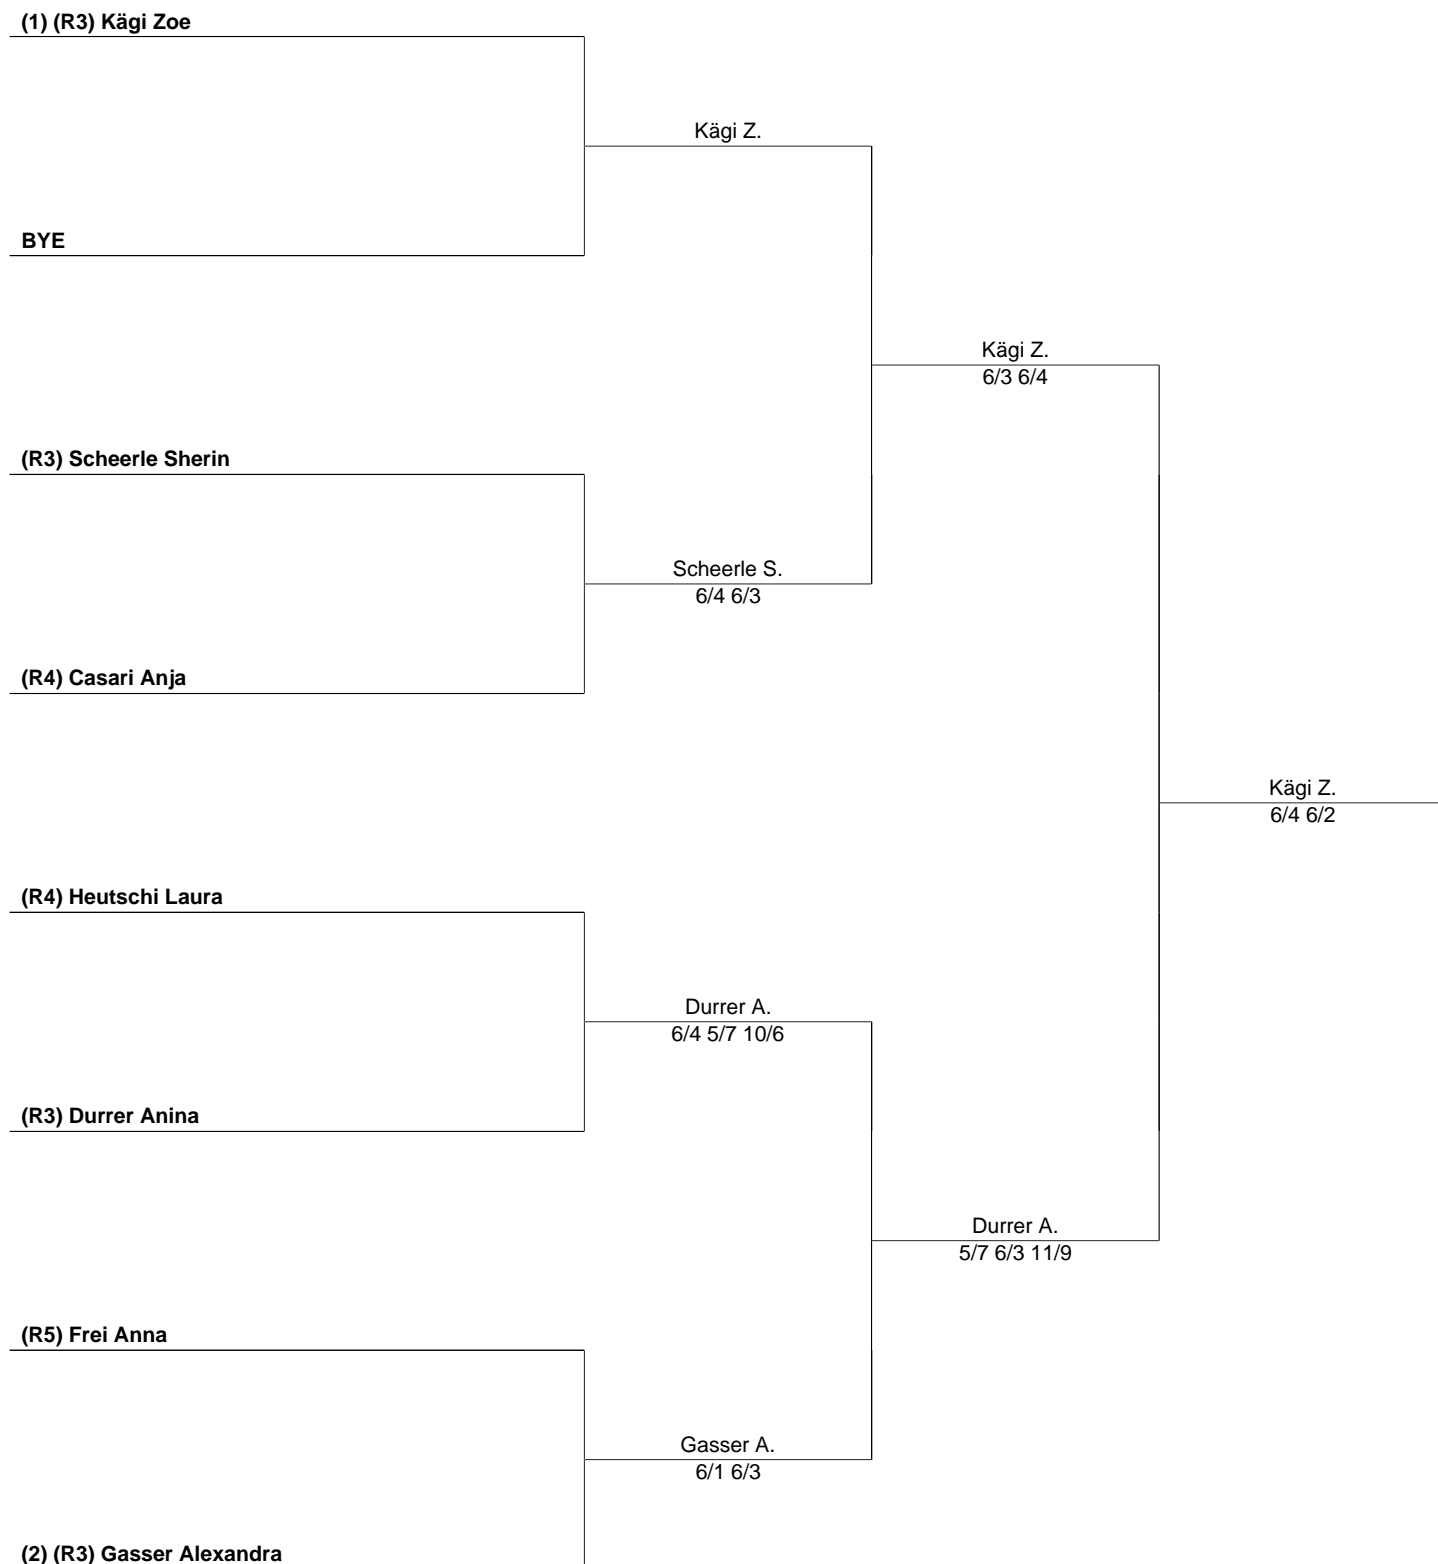 (1) (R3) Kägi Zoe
Kägi Z.
BYE
Kägi Z.
6/3 6/4
(R3) Scheerle Sherin
Scheerle S.
6/4 6/3
(R4) Casari Anja
Kägi Z.
6/4 6/2
(R4) Heutschi Laura
Durrer A.
6/4 5/7 10/6
(R3) Durrer Anina
Durrer A.
5/7 6/3 11/9
(R5) Frei Anna
Gasser A.
6/1 6/3
(2) (R3) Gasser Alexandra